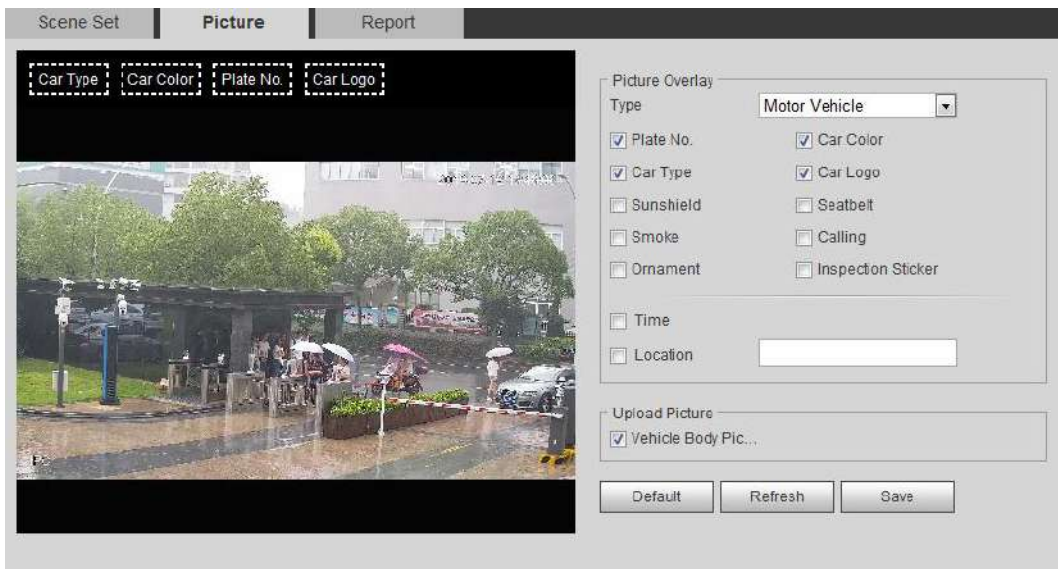 Scene Set
Picture
Report
Car Type
Car Color
Plate No.
Car Logo
Picture Overlay
Type
Motor Vehicle
Plate No.
Car Color
Car Type
Car Logo
Sunshield
Seatbelt
Smoke
Calling
Ornament
Inspection Sticker
Time
Location
Upload Picture
Vehicle Body Pic...
Default
Refresh
Save